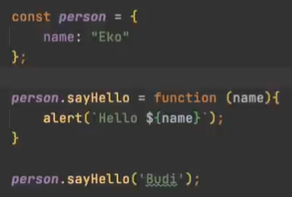 const person = {
    name: "Eko"
};
person.sayHello = function (name){
    alert(`Hello ${name}`);
}
person.sayHello('Budi');